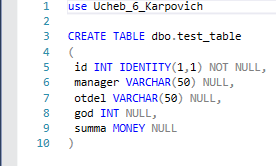 1 use Ucheb_6_Karpovich
2
3 CREATE TABLE dbo.test_table
4 (
5 id INT IDENTITY(1,1) NOT NULL,
6 manager VARCHAR(50) NULL,
7 otdel VARCHAR(50) NULL,
8 god INT NULL,
9 summa MONEY NULL
10 )